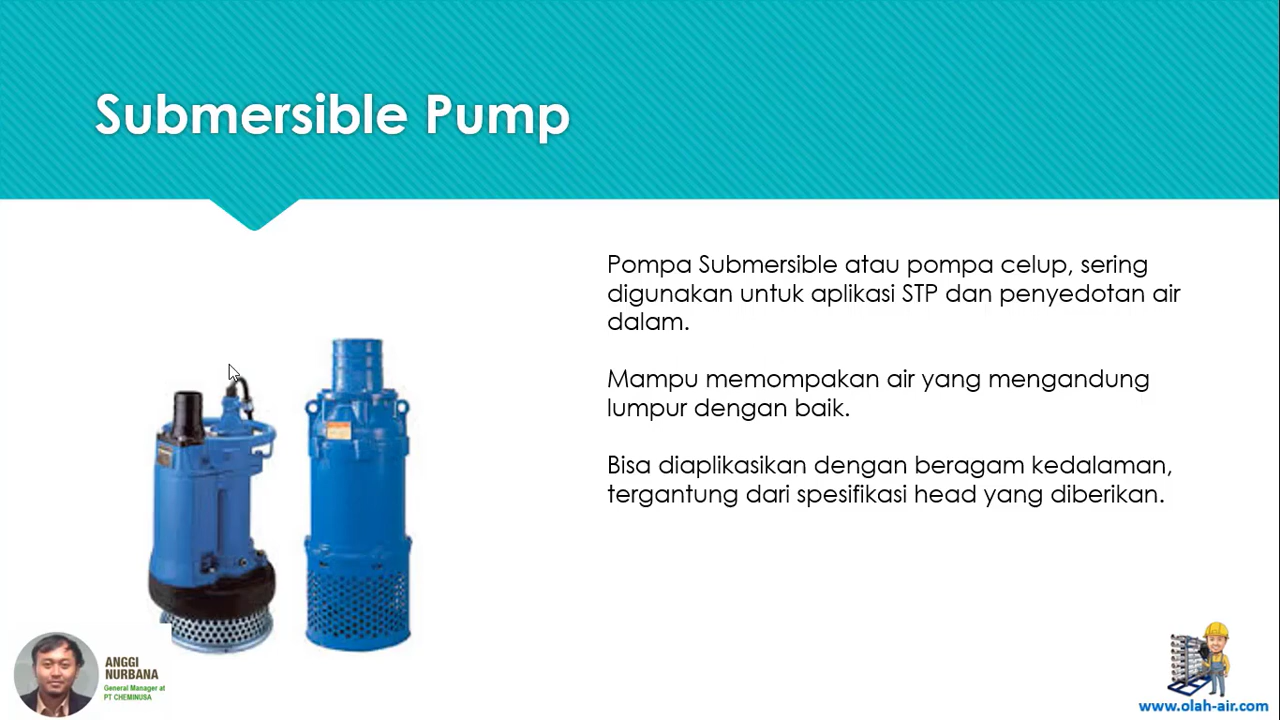 Submersible Pump
Pompa Submersible atau pompa celup, sering
digunakan untuk aplikasi STP dan penyedotan air
dalam.
Mampu memompakan air yang mengandung
lumpur dengan baik.
Bisa diaplikasikan dengan beragam kedalaman,
tergantung dari spesifikasi head yang diberikan.
ANGGI
NURBANA
General Manager at
PT CHEMINUSA
www.olah-air.com